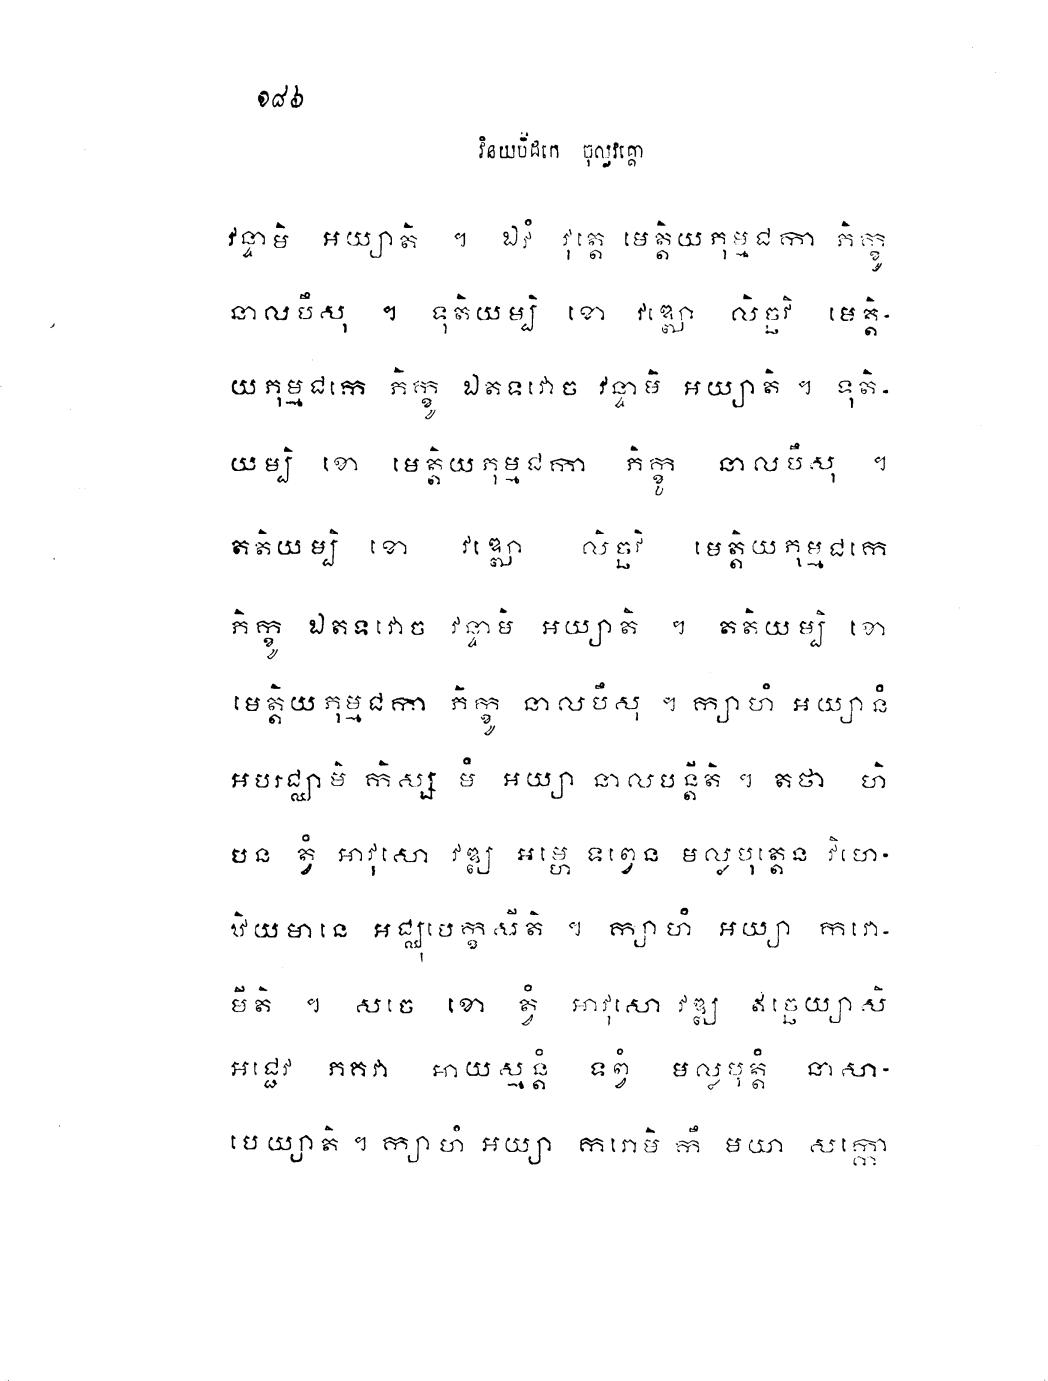 ១៨៦
វិនយបិដកេ ចុល្លវគ្គោ
វន្ទាមិ អយ្យាតិ ។ ឯវំ វុត្តេ មេត្តិយកុម្មជកា ភិក្ខូ
នាលបឹសុ ។ ទុតិយម្បិ ខោ វឌ្ឍោ លិច្ឆវិ មេត្តិ-
យកុម្មជកេ ភិក្ខូ ឯតទវោច វន្ទាមិ អយ្យាតិ ។ ទុតិ-
យម្បិ ខោ មេត្តិយកុម្មជកា ភិក្ខូ នាលបឹសុ ។
តតិយម្បិ ខោ វឌ្ឍោ លិច្ឆវិ មេត្តិយកុម្មជកេ
ភិក្ខូ ឯតទវោច វន្ទាមិ អយ្យាតិ ។ តតិយម្បិ ខោ
មេត្តិយកុម្មជកា ភិក្ខូ នាលបឹសុ ។ ក្យាហំ អយ្យានំ
អបរជ្ឈាមិ កិស្ស មំ អយ្យា នាលបន្តីតិ ។ តថា ហិ
បន ត្វំ អាវុសោ វឌ្ឍ អម្ហេ ទព្វេន មល្លបុត្តេន វិហេ-
ឋិយមានេ អជ្ឈុបេក្ខសីតិ ។ ក្យាហំ អយ្យា ករោ-
មីតិ ។ សចេ ខោ ត្វំ អាវុសោ វឌ្ឍ ឥច្ឆេយ្យាសិ
អជ្ជេវ ភគវា អាយស្មន្តំ ទព្វំ មល្លបុត្តំ នាសា-
បេយ្យាតិ ។ ក្យាហំ អយ្យា ករោមិ កឹ មយា សក្កោ